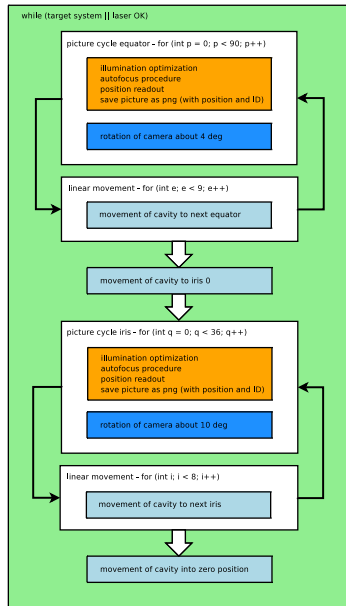 while (target system || laser OK)
picture cycle equator – for (int p = 0; p < 90; p++)
illumination optimization
autofocus procedure
position readout
save picture as png (with position and ID)
rotation of camera about 4 deg
linear movement – for (int e; e < 9; e++)
movement of cavity to next equator
movement of cavity to iris 0
picture cycle iris – for (int q = 0; q < 36; q++)
illumination optimization
autofocus procedure
position readout
save picture as png (with position and ID)
rotation of camera about 10 deg
linear movement – for (int i; i < 8; i++)
movement of cavity to next iris
movement of cavity into zero position